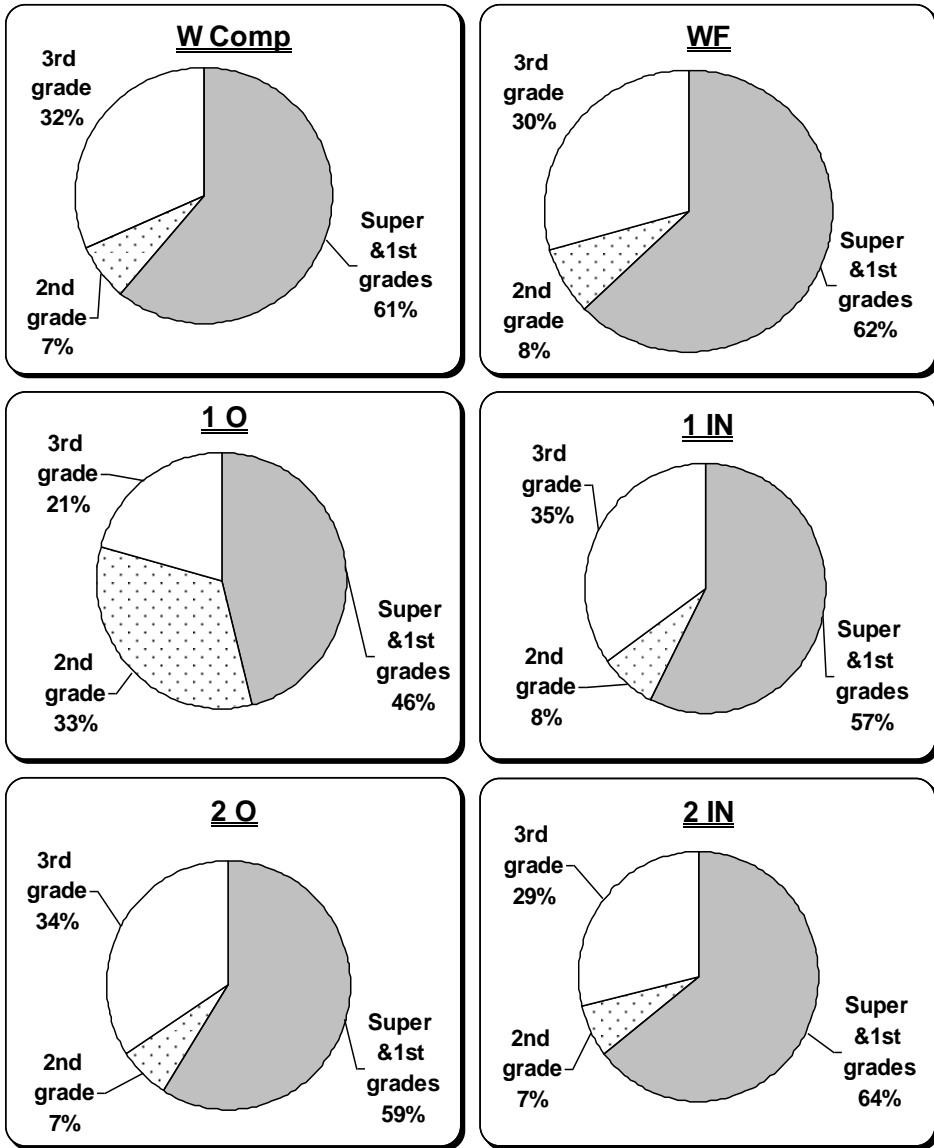 W Comp
3rd
grade
32%
Super
&1st
grades
61%
2nd
grade
7%
WF
3rd
grade
30%
Super
&1st
grades
62%
2nd
grade
8%
1 O
3rd
grade
21%
Super
&1st
grades
46%
2nd
grade
33%
1 IN
3rd
grade
35%
Super
&1st
grades
57%
2nd
grade
8%
2 O
3rd
grade
34%
Super
&1st
grades
59%
2nd
grade
7%
2 IN
3rd
grade
29%
Super
&1st
grades
64%
2nd
grade
7%